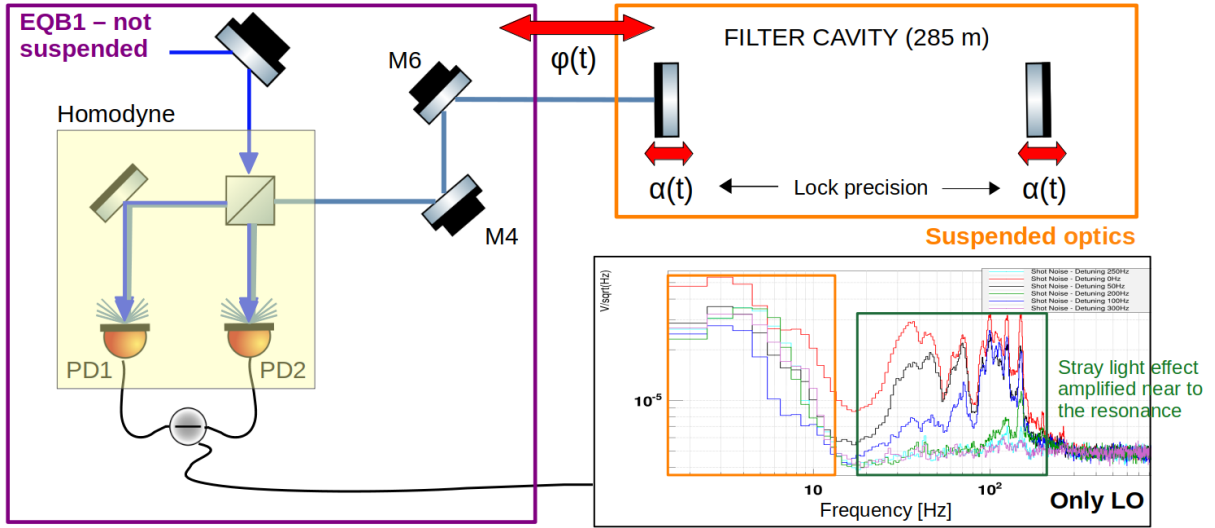 EQB1 – not
suspended
Homodyne
M6
M4
PD1
PD2
φ(t)
FILTER CAVITY (285 m)
α(t)
Lock precision
α(t)
Suspended optics
V/sqrt(Hz)
Shot Noise - Detuning 250Hz
Shot Noise - Detuning 0Hz
Shot Noise - Detuning 50Hz
Shot Noise - Detuning 200Hz
Shot Noise - Detuning 100Hz
Shot Noise - Detuning 300Hz
Stray light effect
amplified near to
the resonance
10⁻⁵
10
10²
Frequency [Hz]
Only LO